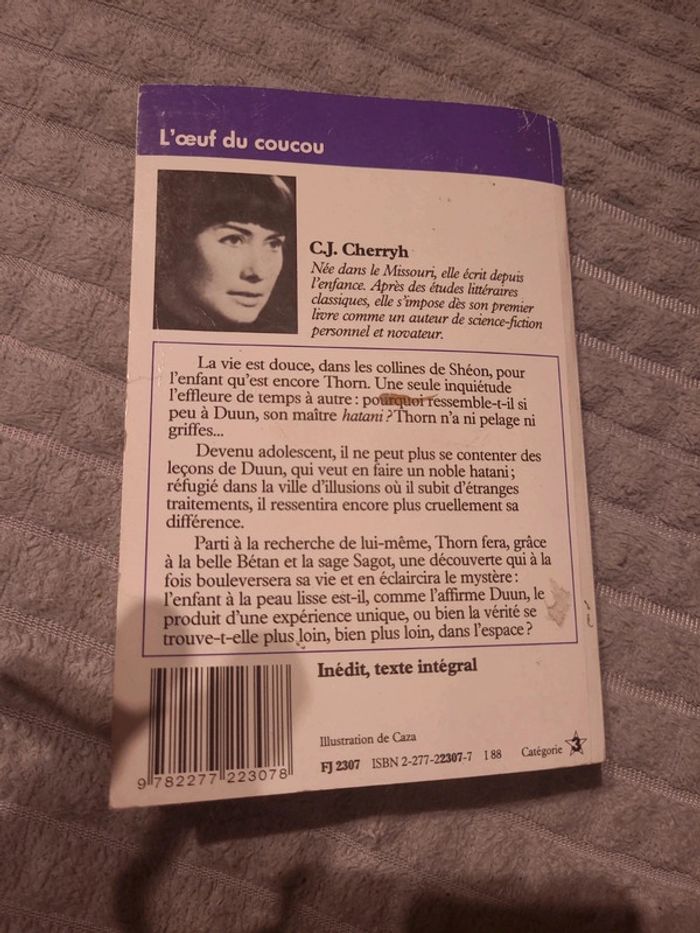 L'œuf du coucou
C.J. Cherryh
Née dans le Missouri, elle écrit depuis
l'enfance. Après des études littéraires
classiques, elle s'impose dès son premier
livre comme un auteur de science-fiction
personnel et novateur.
La vie est douce, dans les collines de Shéon, pour
l'enfant qu'est encore Thorn. Une seule inquiétude
l'effleure de temps à autre : pourquoi ressemble-t-il si
peu à Duun, son maître hatani ? Thorn n'a ni pelage ni
griffes...
Devenu adolescent, il ne peut plus se contenter des
leçons de Duun, qui veut en faire un noble hatani ;
réfugié dans la ville d'illusions où il subit d'étranges
traitements, il ressentira encore plus cruellement sa
différence.
Parti à la recherche de lui-même, Thorn fera, grâce
à la belle Bétan et la sage Sagot, une découverte qui à la
fois bouleversera sa vie et en éclaircira le mystère :
l'enfant à la peau lisse est-il, comme l'affirme Duun, le
produit d'une expérience unique, ou bien la vérité se
trouve-t-elle plus loin, bien plus loin, dans l'espace ?
Inédit, texte intégral
Illustration de Caza
FJ 2307 ISBN 2-277-22307-7 I 88 Catégorie 3
9 782277 223078